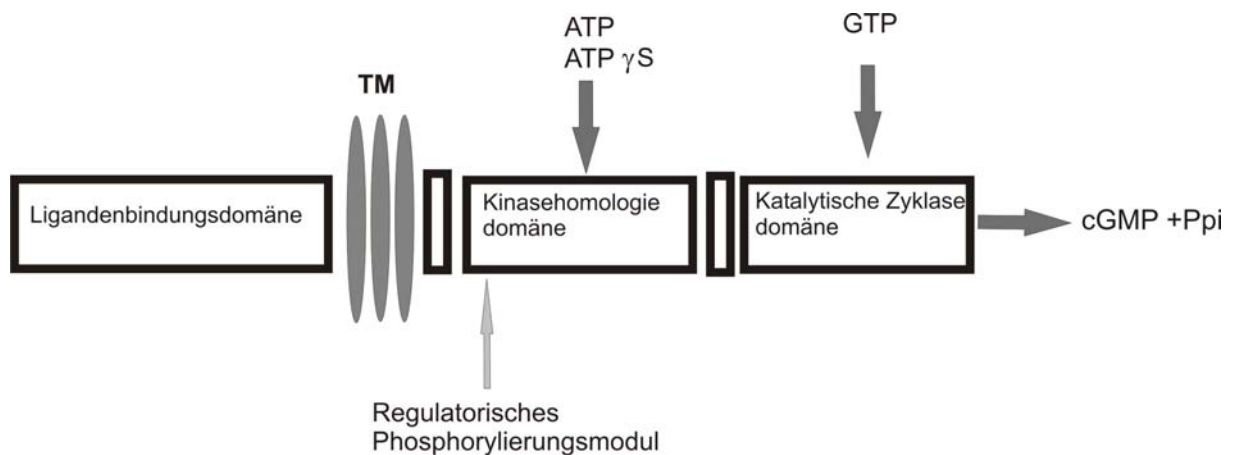 ATP
ATP γS
GTP
TM
Ligandenbindungsdomäne
Kinasehomologie
domäne
Katalytische Zyklase
domäne
cGMP +Ppi
Regulatorisches
Phosphorylierungsmodul